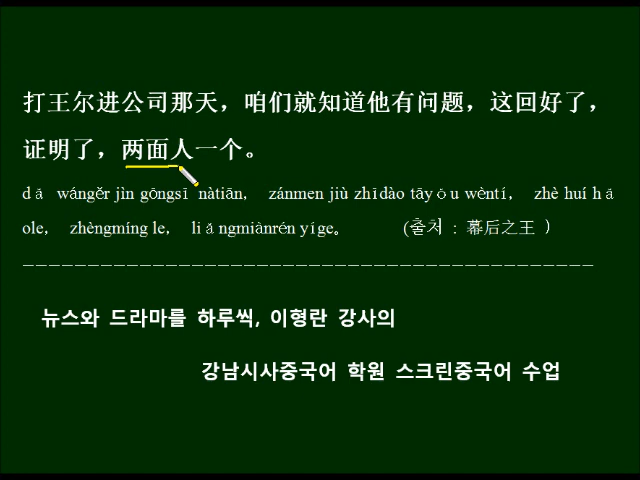 打王尔进公司那天，咱们就知道他有问题，这回好了，
证明了，两面人一个。
dǎ wángěr jìn gōngsī nàtiān， zánmen jiù zhīdào tāyǒu wèntí， zhè huí hǎ
ole， zhèngmíng le， liǎngmiànrén yíge。 (출처 : 幕后之王 ）
뉴스와 드라마를 하루씩, 이형란 강사의
강남시사중국어 학원 스크린중국어 수업